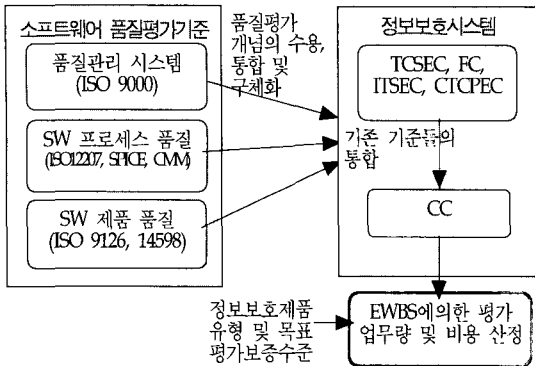 소프트웨어 품질평가기준
품질관리 시스템
(ISO 9000)
SW 프로세스 품질
(ISO12207, SPICE, CMM)
SW 제품 품질
(ISO 9126, 14598)
품질평가
개념의 수용,
통합 및
구체화
정보보호시스템
TCSEC, FC,
ITSEC, CTCPEC
기존 기준들의
통합
CC
정보보호제품
유형 및 목표
평가보증수준
EWBS에의한 평가
업무량 및 비용 산정